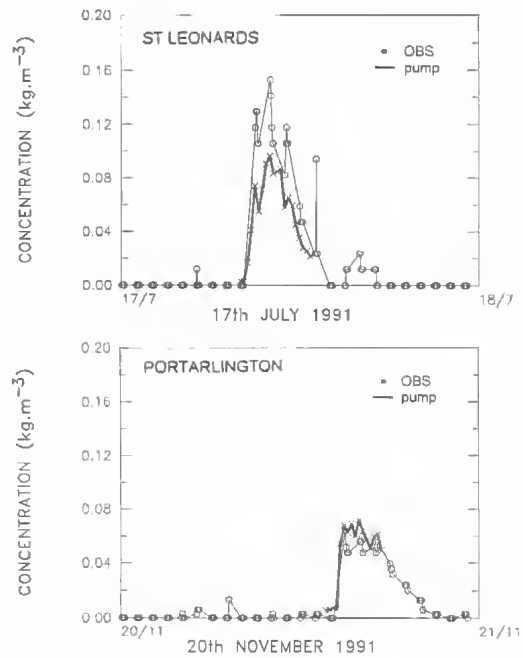 ST LEONARDS
OBS
pump
CONCENTRATION (kg.m⁻³)
0.20
0.16
0.12
0.08
0.04
0.00
17/7
18/7
17th JULY 1991
PORTARLINGTON
OBS
pump
CONCENTRATION (kg.m⁻³)
0.20
0.16
0.12
0.08
0.04
0.00
20/11
21/11
20th NOVEMBER 1991